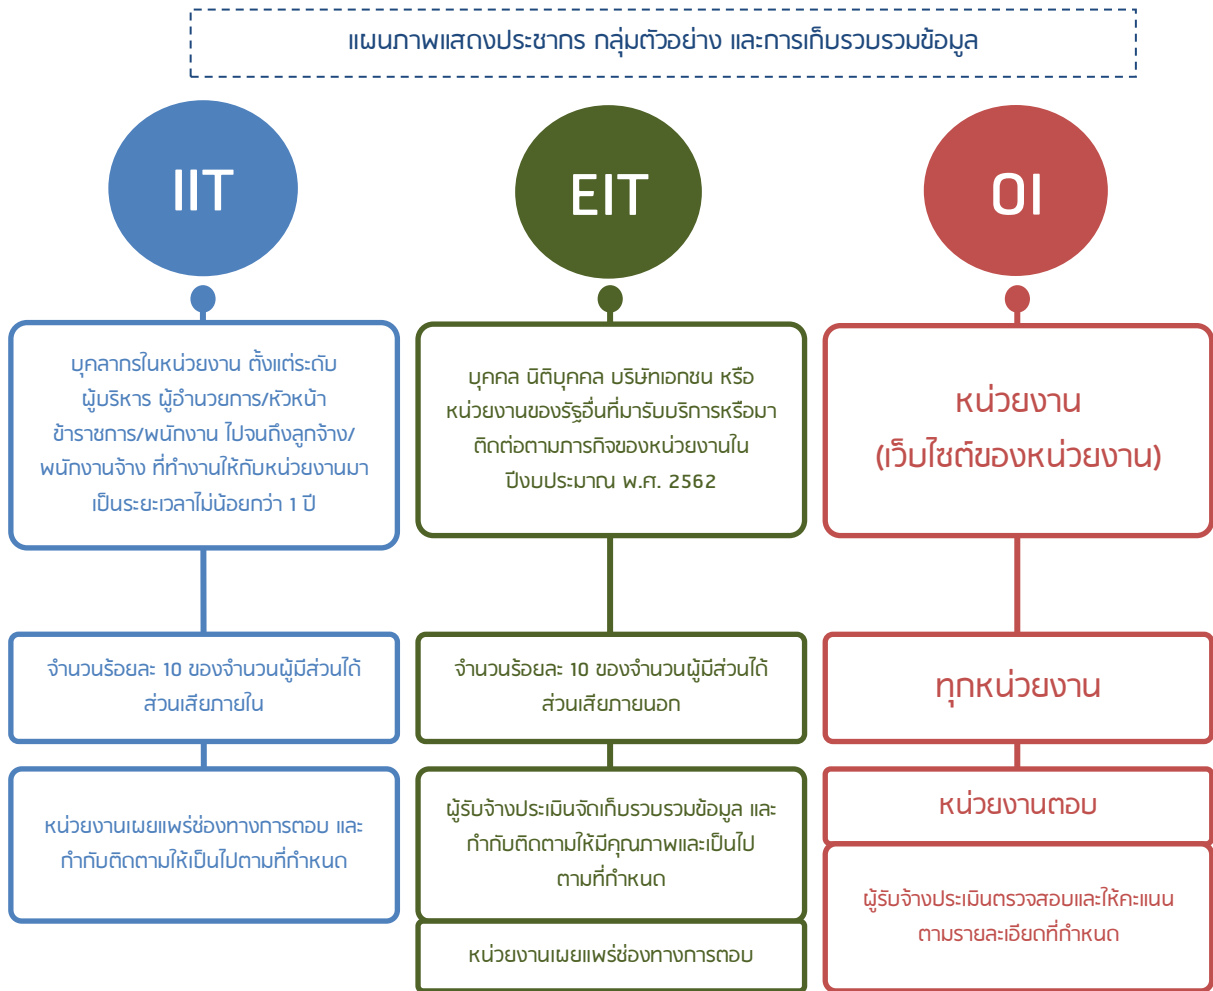 แผนภาพแสดงประชากร กลุ่มตัวอย่าง และการเก็บรวบรวมข้อมูล
IIT
บุคลากรในหน่วยงาน ตั้งแต่ระดับ
ผู้บริหาร ผู้อำนวยการ/หัวหน้า
ข้าราชการ/พนักงาน ไปจนถึงลูกจ้าง/
พนักงานจ้าง ที่ทำงานให้กับหน่วยงานมา
เป็นระยะเวลาไม่น้อยกว่า 1 ปี
จำนวนร้อยละ 10 ของจำนวนผู้มีส่วนได้
ส่วนเสียภายใน
หน่วยงานเผยแพร่ช่องทางการตอบ และ
กำกับติดตามให้เป็นไปตามที่กำหนด
EIT
บุคคล นิติบุคคล บริษัทเอกชน หรือ
หน่วยงานของรัฐอื่นที่มารับบริการหรือมา
ติดต่อตามภารกิจของหน่วยงานใน
ปีงบประมาณ พ.ศ. 2562
จำนวนร้อยละ 10 ของจำนวนผู้มีส่วนได้
ส่วนเสียภายนอก
ผู้รับจ้างประเมินจัดเก็บรวบรวมข้อมูล และ
กำกับติดตามให้มีคุณภาพและเป็นไป
ตามที่กำหนด
หน่วยงานเผยแพร่ช่องทางการตอบ
OI
หน่วยงาน
(เว็บไซต์ของหน่วยงาน)
ทุกหน่วยงาน
หน่วยงานตอบ
ผู้รับจ้างประเมินตรวจสอบและให้คะแนน
ตามรายละเอียดที่กำหนด